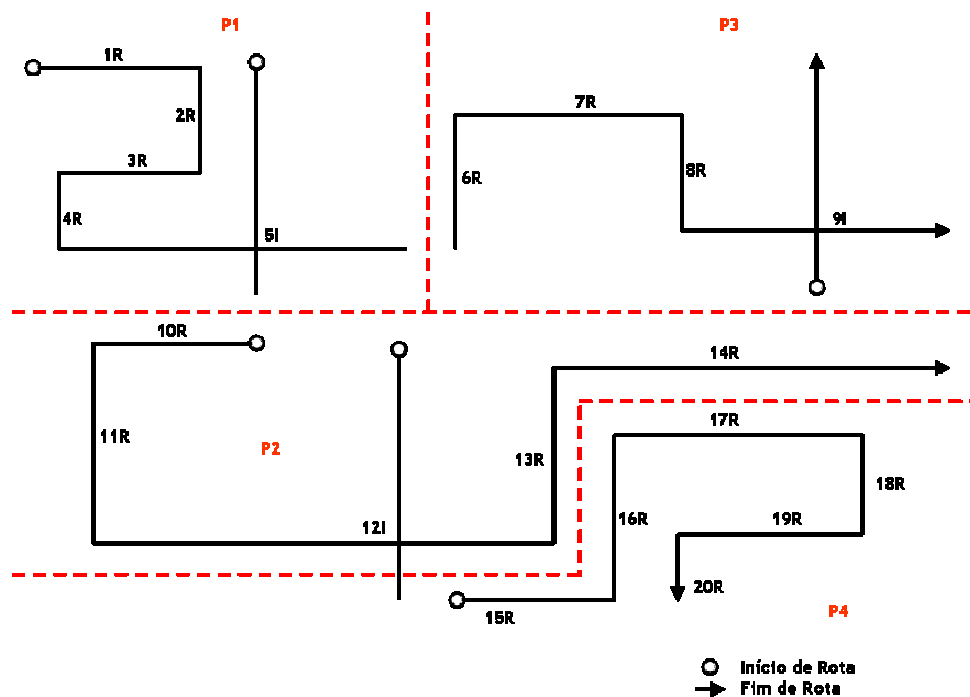 P1
P3
1R
2R
3R
4R
5I
7R
6R
8R
9I
10R
14R
11R
P2
13R
12I
17R
16R
18R
19R
15R
20R
P4
Início de Rota
Fim de Rota